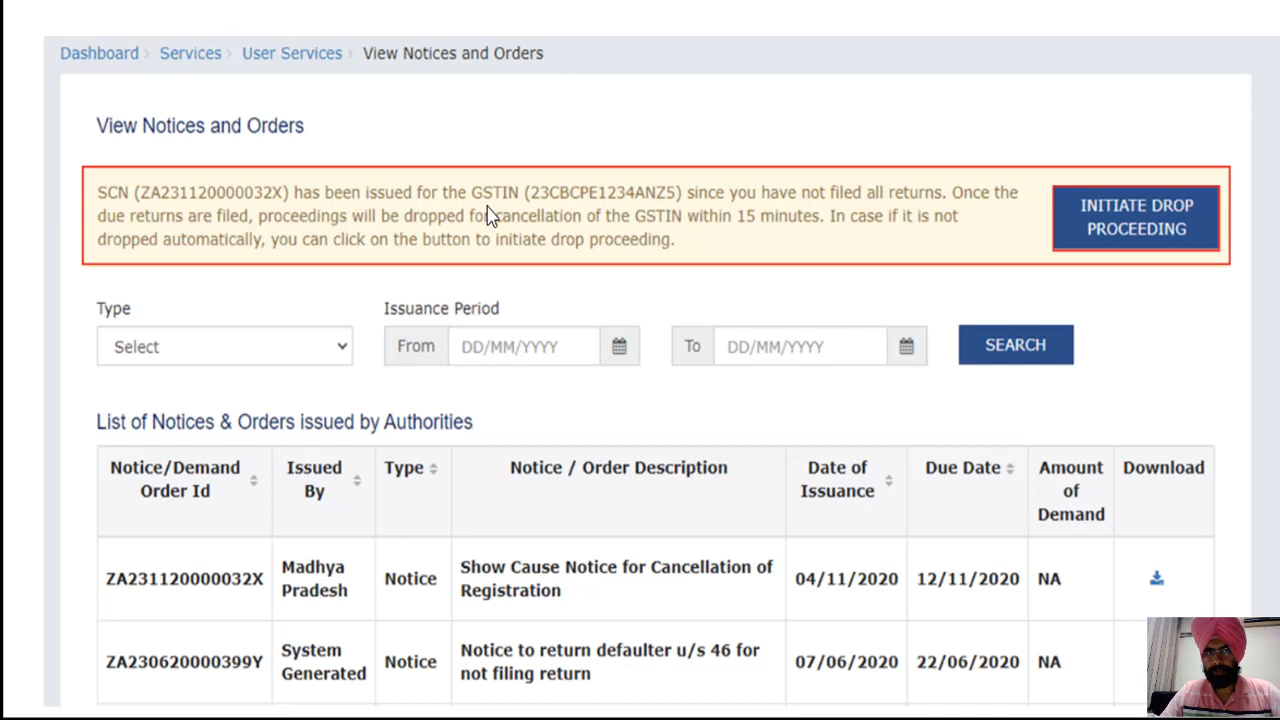 Dashboard › Services › User Services › View Notices and Orders
View Notices and Orders
SCN (ZA231120000032X) has been issued for the GSTIN (23CBCPE1234ANZ5) since you have not filed all returns. Once the
due returns are filed, proceedings will be dropped for cancellation of the GSTIN within 15 minutes. In case if it is not
dropped automatically, you can click on the button to initiate drop proceeding.
INITIATE DROP
PROCEEDING
Type
Issuance Period
Select
From DD/MM/YYYY
To DD/MM/YYYY
SEARCH
List of Notices & Orders issued by Authorities
Notice/Demand
Order Id
Issued
By
Type
Notice / Order Description
Date of
Issuance
Due Date
Amount
of
Demand
Download
ZA231120000032X
Madhya
Pradesh
Notice
Show Cause Notice for Cancellation of
Registration
04/11/2020
12/11/2020
NA
ZA230620000399Y
System
Generated
Notice
Notice to return defaulter u/s 46 for
not filing return
07/06/2020
22/06/2020
NA